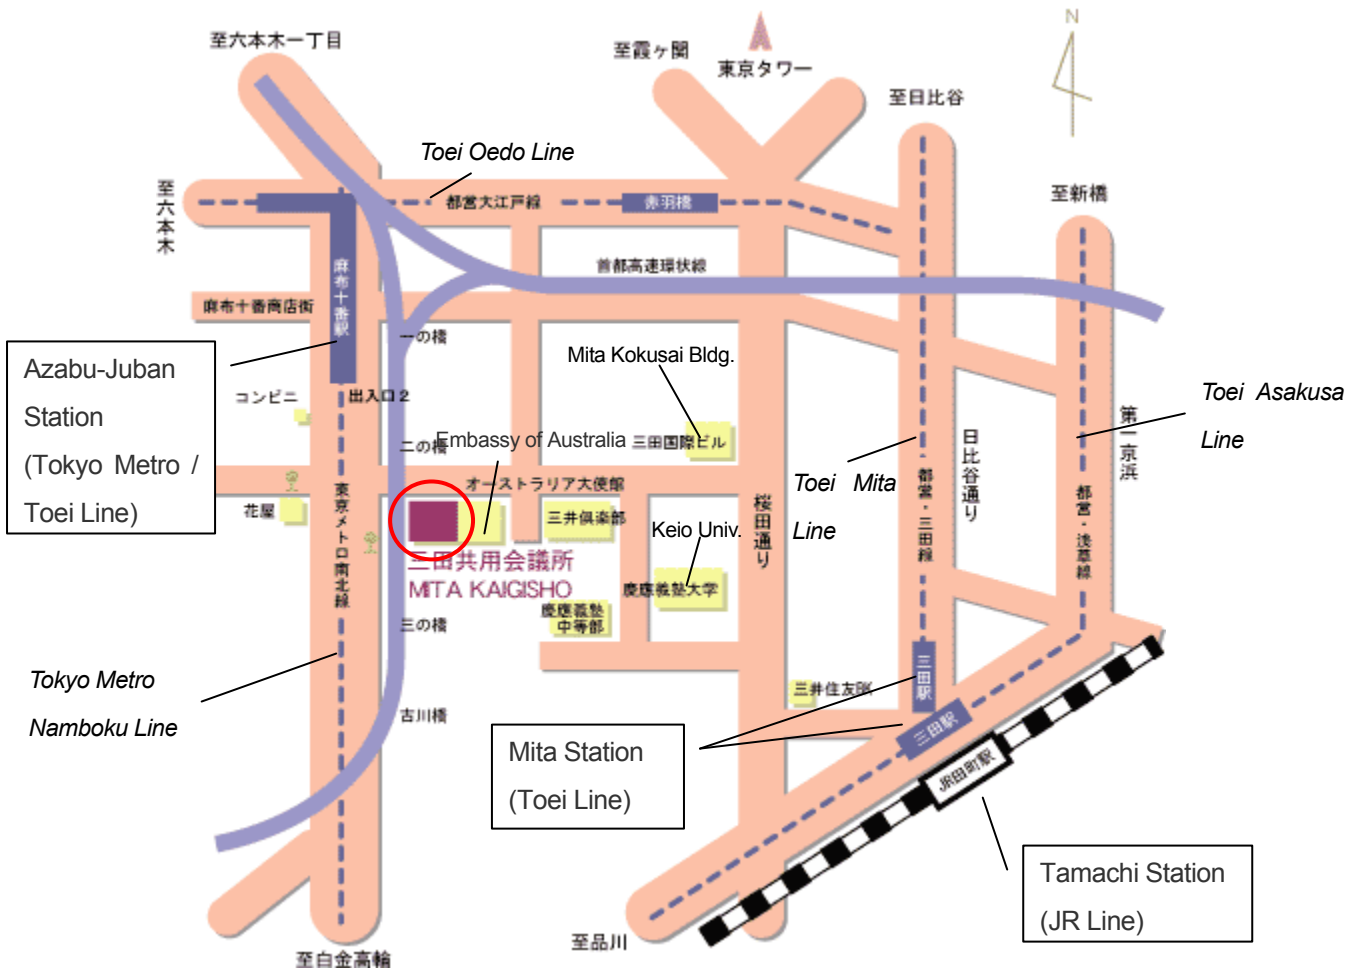 至六本木一丁目
至霞ヶ関
東京タワー
N
至日比谷
Toei Oedo Line
至六本木
都営大江戸線
赤羽橋
至新橋
麻布十番駅
首都高速環状線
麻布十番商店街
一の橋
Azabu-Juban
Station
(Tokyo Metro /
Toei Line)
Mita Kokusai Bldg.
コンビニ
出入口2
Toei Asakusa
Line
第一京浜
二の橋
Embassy of Australia
三田国際ビル
日比谷通り
オーストラリア大使館
Toei Mita
Line
都営・三田線
都営・浅草線
桜田通り
花屋
東京メトロ南北線
三井倶楽部
Keio Univ.
三田共用会議所
MITA KAIGISHO
慶應義塾大学
慶應義塾
中等部
三の橋
Tokyo Metro
Namboku Line
三田駅
三井住友BK
古川橋
三田駅
Mita Station
(Toei Line)
JR田町駅
Tamachi Station
(JR Line)
至品川
至白金高輪